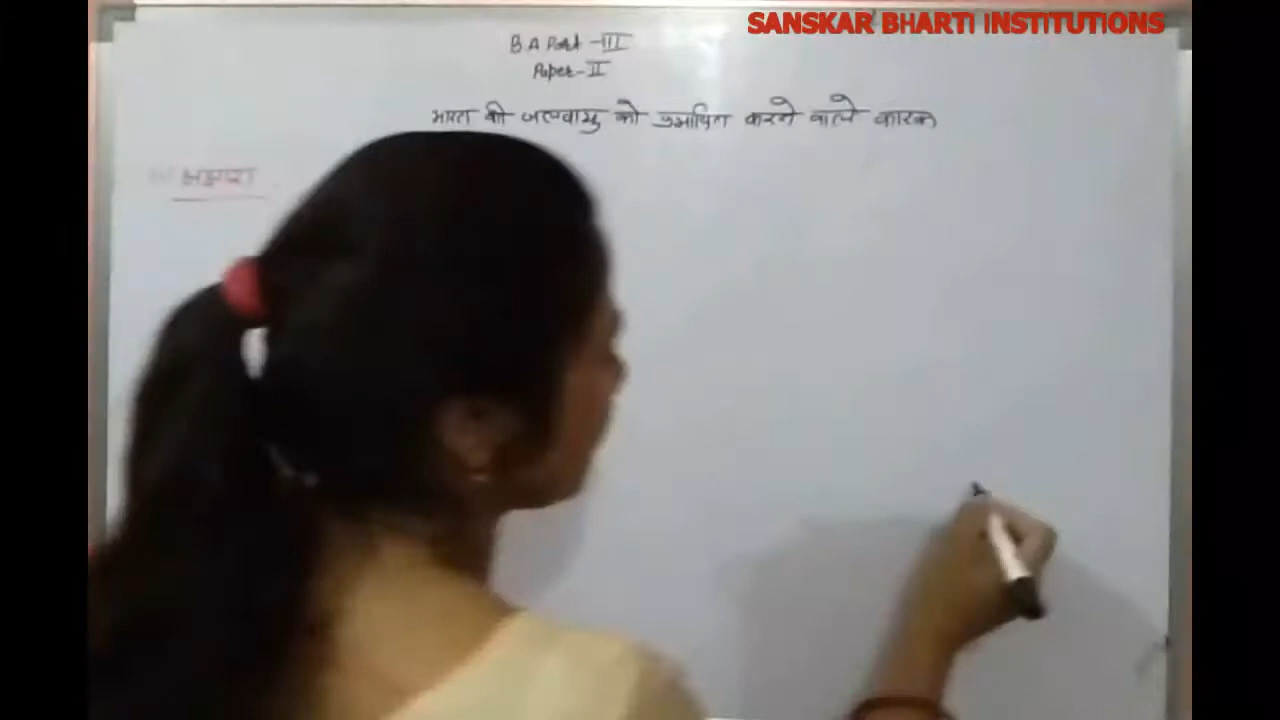 SANSKAR BHARTI INSTITUTIONS
B A Part - III
Paper - II
भारत की जलवायु को प्रभावित करने वाले कारक